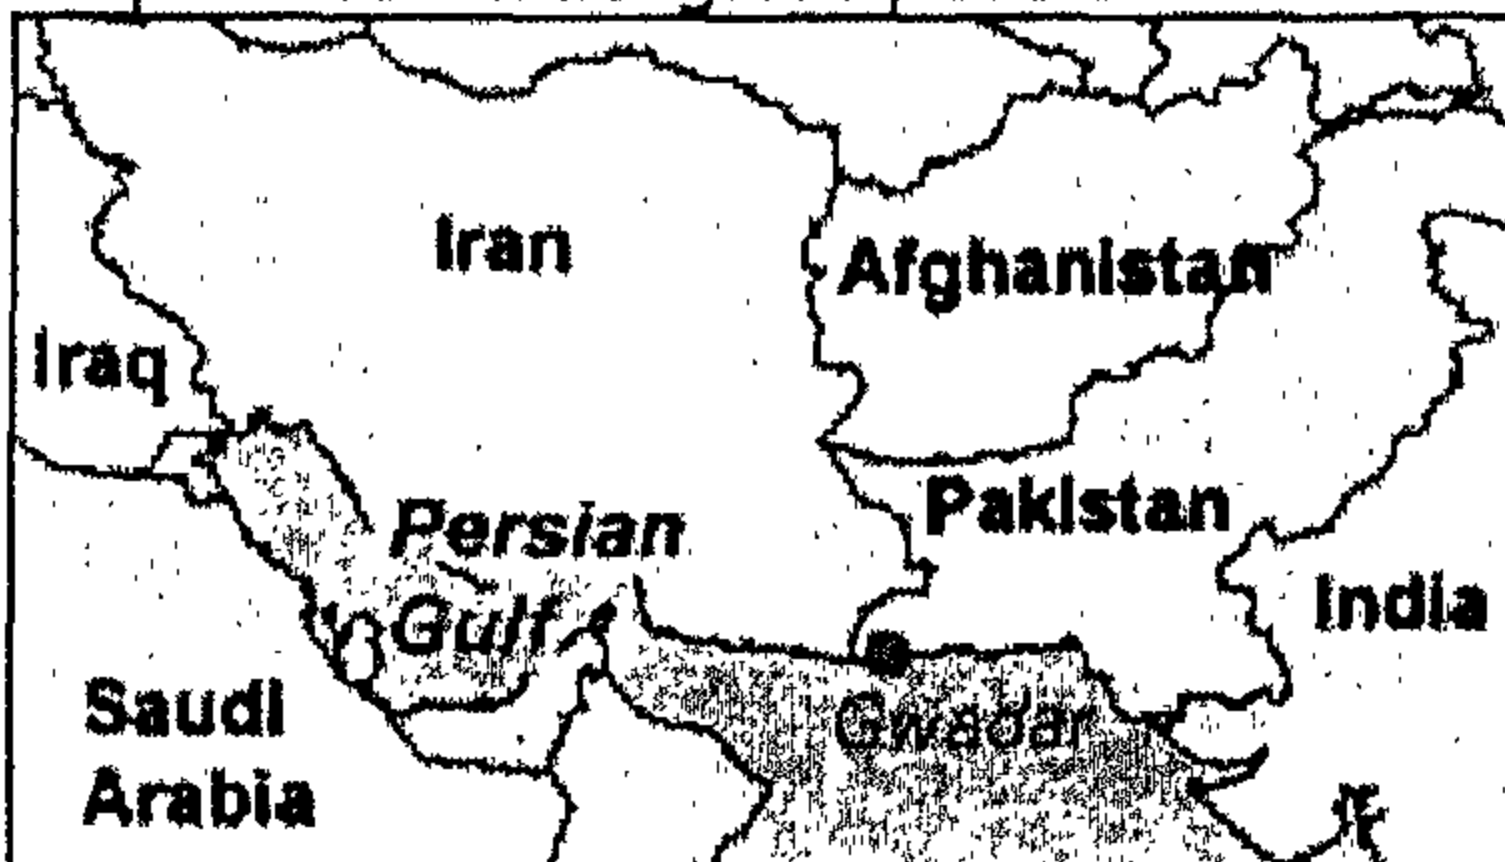 Iran
Afghanistan
Iraq
Pakistan
Persian
Gulf
India
Gwadar
Saudi
Arabia